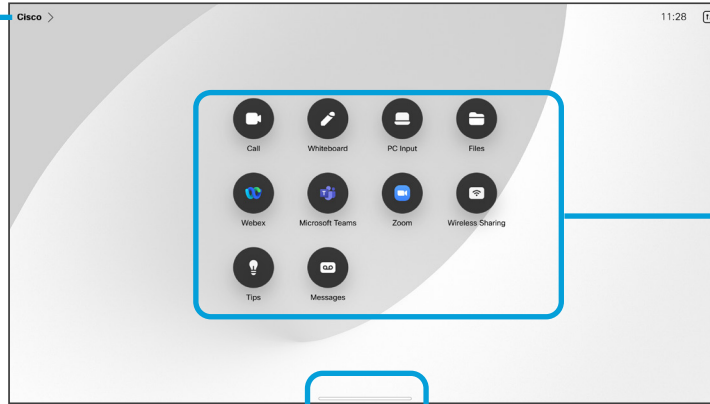 Cisco
11:28
Call Whiteboard PC Input Files
Webex Microsoft Teams Zoom Wireless Sharing
Tips Messages